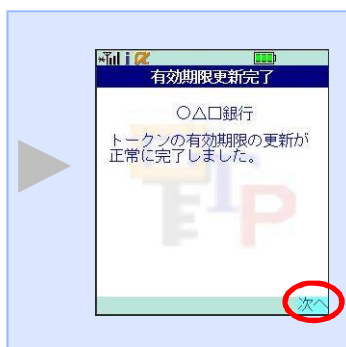 有効期限更新完了
○△□銀行
トークンの有効期限の更新が
正常に完了しました。
次へ